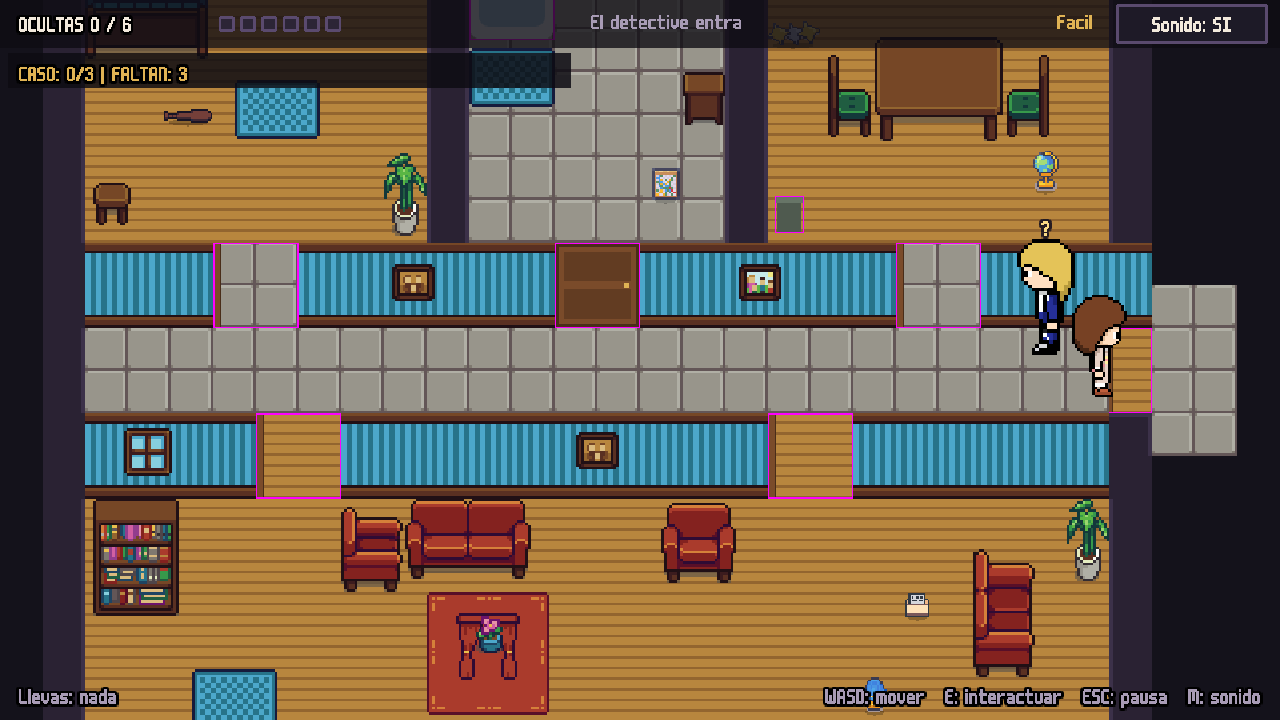 OCULTAS 0 / 6
El detective entra
Facil
Sonido: SI
CASO: 0/3 | FALTAN: 3
?
Llevas: nada
WASD: mover E: interactuar ESC: pausa M: sonido